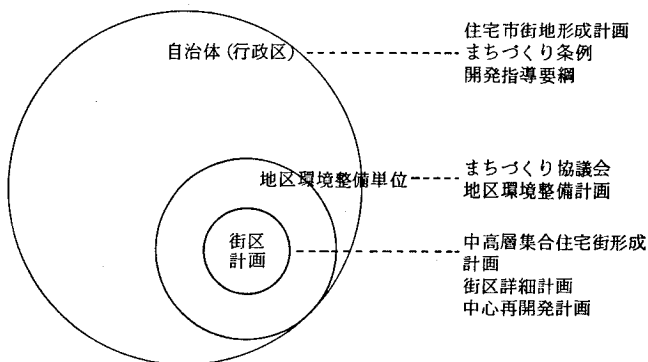 自治体(行政区)
住宅市街地形成計画
まちづくり条例
開発指導要綱
地区環境整備単位
まちづくり協議会
地区環境整備計画
街区
計画
中高層集合住宅街形成
計画
街区詳細計画
中心再開発計画